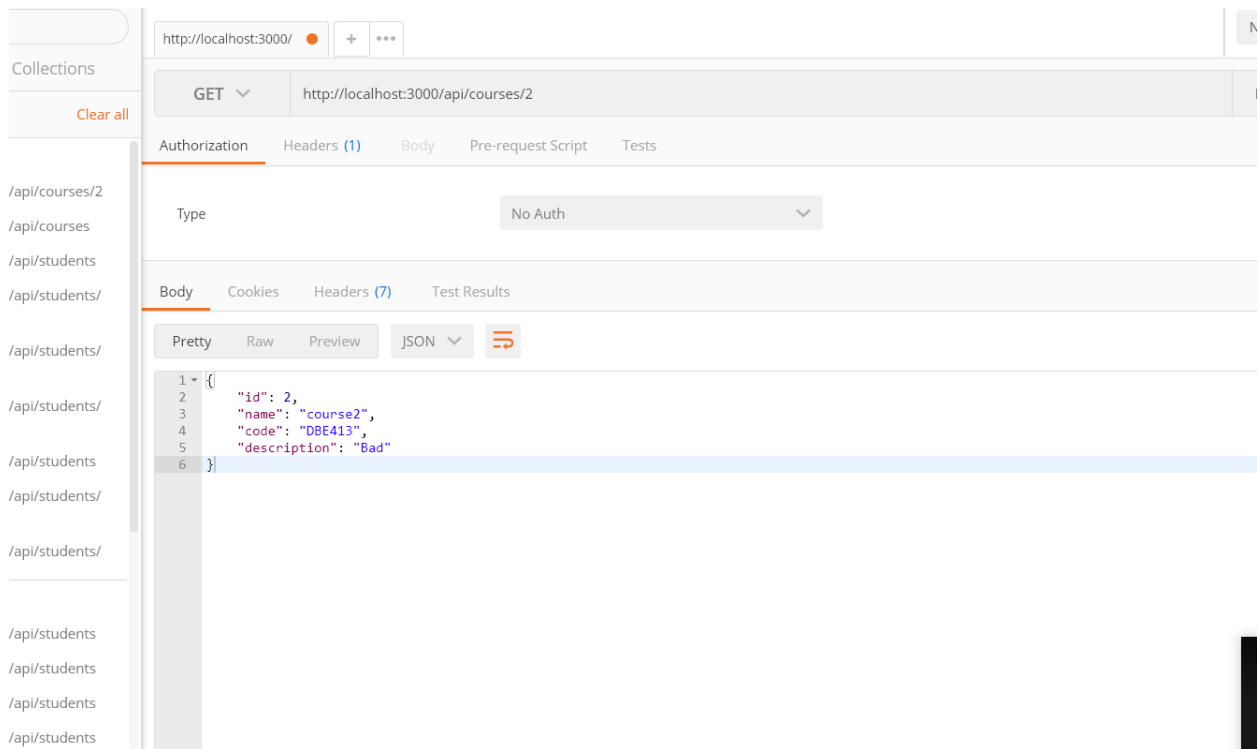 http://localhost:3000/
N
Collections
GET http://localhost:3000/api/courses/2
Clear all
Authorization Headers (1) Body Pre-request Script Tests
/api/courses/2
Type No Auth
/api/courses
/api/students
/api/students/
Body Cookies Headers (7) Test Results
Pretty Raw Preview JSON
/api/students/
1 {
2 "id": 2,
3 "name": "course2",
4 "code": "DBE413",
5 "description": "Bad"
6 }
/api/students/
/api/students
/api/students/
/api/students/
/api/students
/api/students
/api/students
/api/students